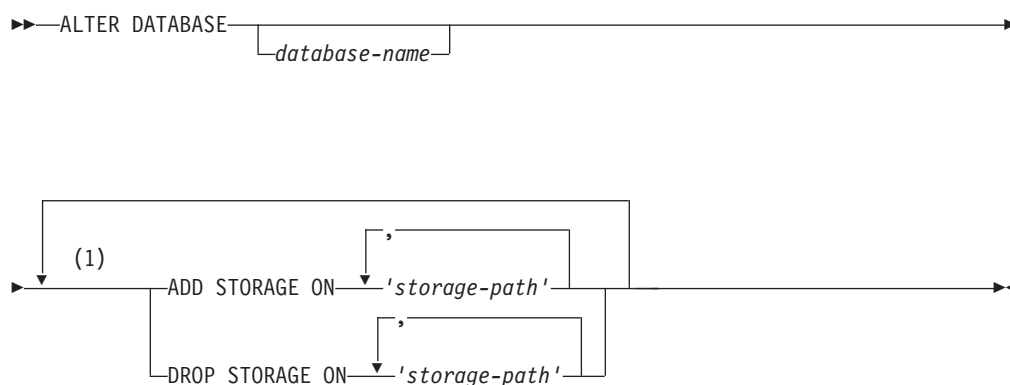 ALTER DATABASE
database-name
,
(1)
ADD STORAGE ON 'storage-path'
,
DROP STORAGE ON 'storage-path'